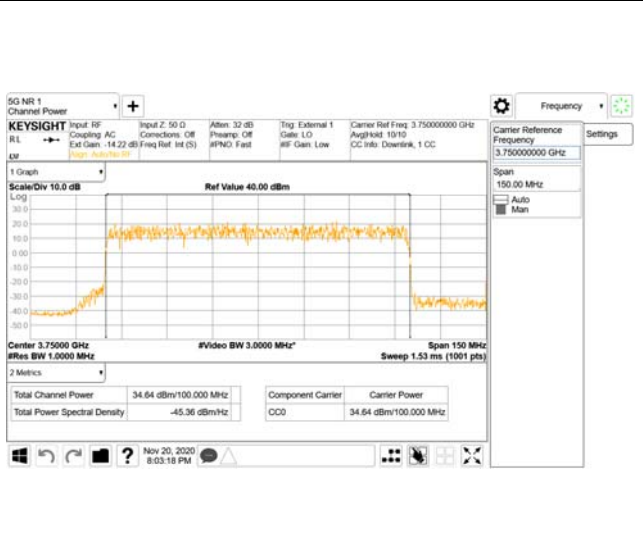 5G NR 1
Channel Power
Frequency
KEYSIGHT
RL
Input: RF
Coupling: AC
Ext Gain: -14.22 dB
Align: Auto/No RF
Input Z: 50 Ω
Corrections: Off
Freq Ref: Int (S)
Atten: 32 dB
Preamp: Off
#PNO: Fast
Trig: External 1
Gate: LO
#IF Gain: Low
Carrier Ref Freq: 3.750000000 GHz
Avg|Hold: 10/10
CC Info: Downlink, 1 CC
Carrier Reference
Frequency
3.750000000 GHz
Settings
Span
150.00 MHz
Auto
Man
1 Graph
Scale/Div 10.0 dB
Ref Value 40.00 dBm
Log
30.0
20.0
10.0
0.00
-10.0
-20.0
-30.0
-40.0
-50.0
Center 3.75000 GHz
#Video BW 3.0000 MHz*
Span 150 MHz
#Res BW 1.0000 MHz
Sweep 1.53 ms (1001 pts)
2 Metrics
Total Channel Power 34.64 dBm/100.000 MHz
Total Power Spectral Density -45.36 dBm/Hz
Component Carrier Carrier Power
CC0 34.64 dBm/100.000 MHz
?
Nov 20, 2020
8:03:18 PM